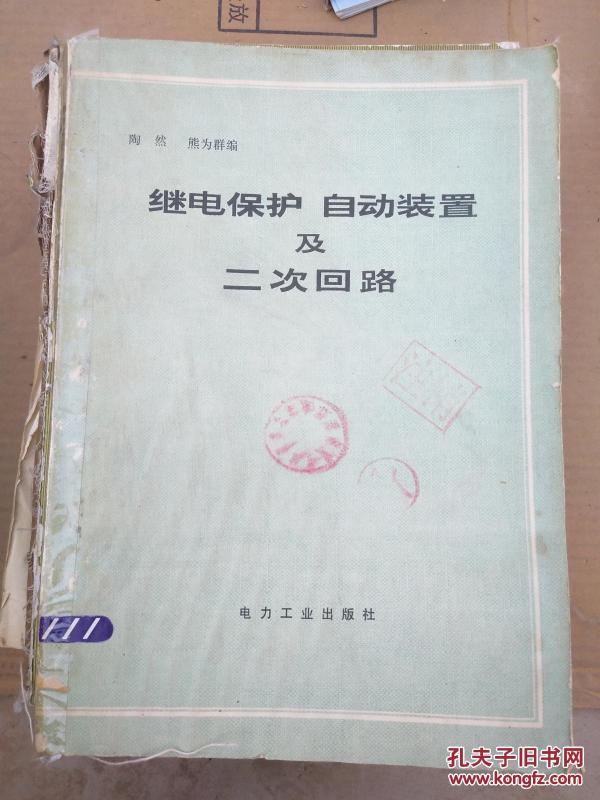 放
陶 然 熊为群编
继电保护 自动装置
及
二次回路
电力工业出版社
孔夫子旧书网
www.kongfz.com